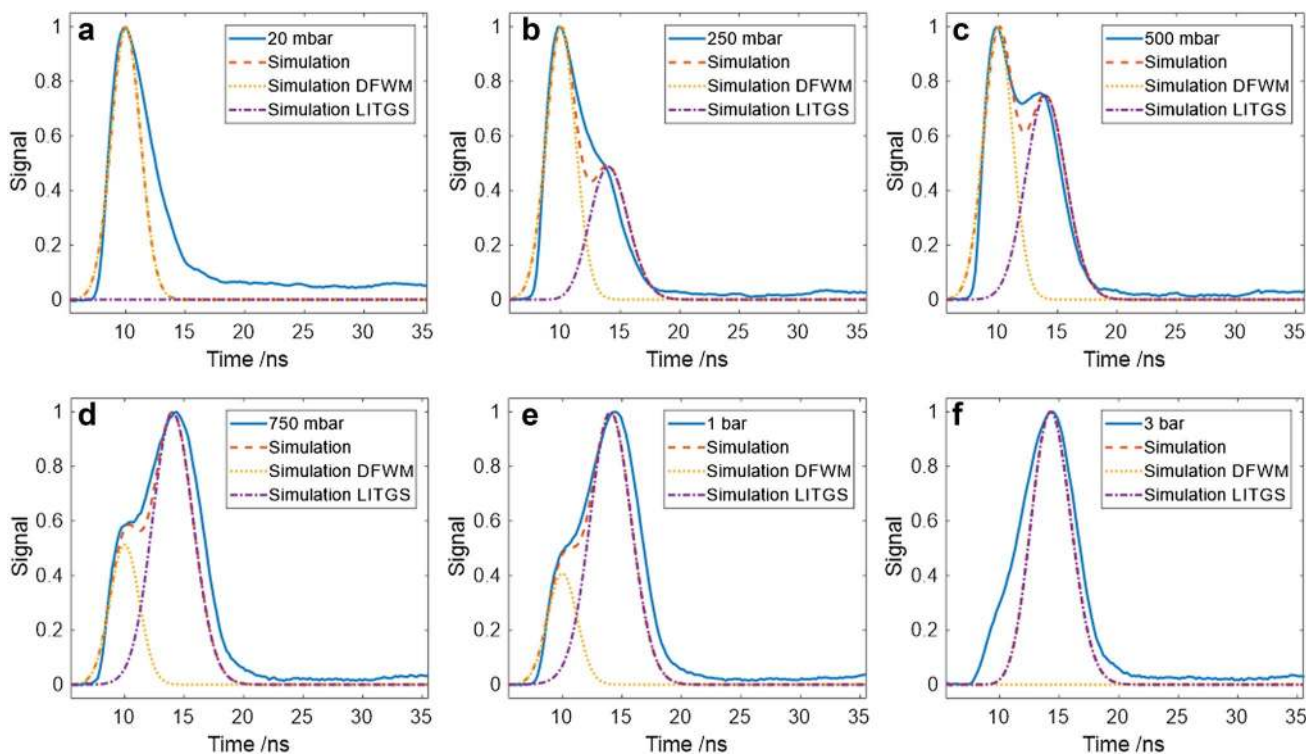 a
20 mbar
Simulation
Simulation DFWM
Simulation LITGS
Signal
1
0.8
0.6
0.4
0.2
0
10 15 20 25 30 35
Time /ns
b
250 mbar
Simulation
Simulation DFWM
Simulation LITGS
Signal
1
0.8
0.6
0.4
0.2
0
10 15 20 25 30 35
Time /ns
c
500 mbar
Simulation
Simulation DFWM
Simulation LITGS
Signal
1
0.8
0.6
0.4
0.2
0
10 15 20 25 30 35
Time /ns
d
750 mbar
Simulation
Simulation DFWM
Simulation LITGS
Signal
1
0.8
0.6
0.4
0.2
0
10 15 20 25 30 35
Time /ns
e
1 bar
Simulation
Simulation DFWM
Simulation LITGS
Signal
1
0.8
0.6
0.4
0.2
0
10 15 20 25 30 35
Time /ns
f
3 bar
Simulation
Simulation DFWM
Simulation LITGS
Signal
1
0.8
0.6
0.4
0.2
0
10 15 20 25 30 35
Time /ns